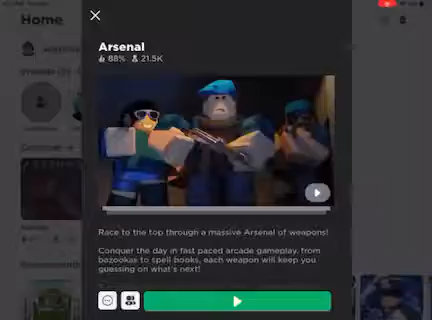 Home
Arsenal
88% 21.5K
Race to the top through a massive Arsenal of weapons!
Conquer the day in fast paced arcade gameplay, from
bazookas to spell books, each weapon will keep you
guessing on what's next!